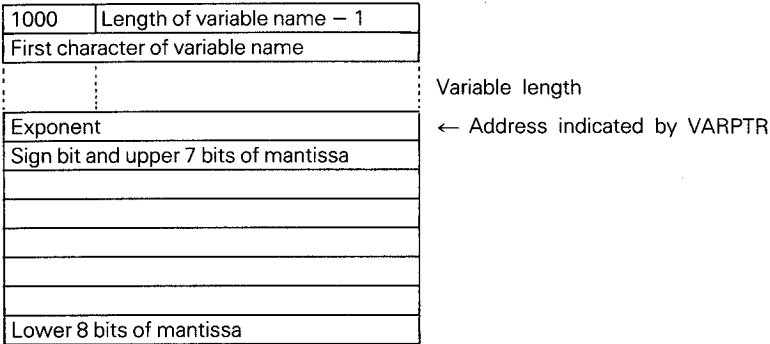 1000 Length of variable name − 1
First character of variable name
Variable length
Exponent ← Address indicated by VARPTR
Sign bit and upper 7 bits of mantissa
Lower 8 bits of mantissa